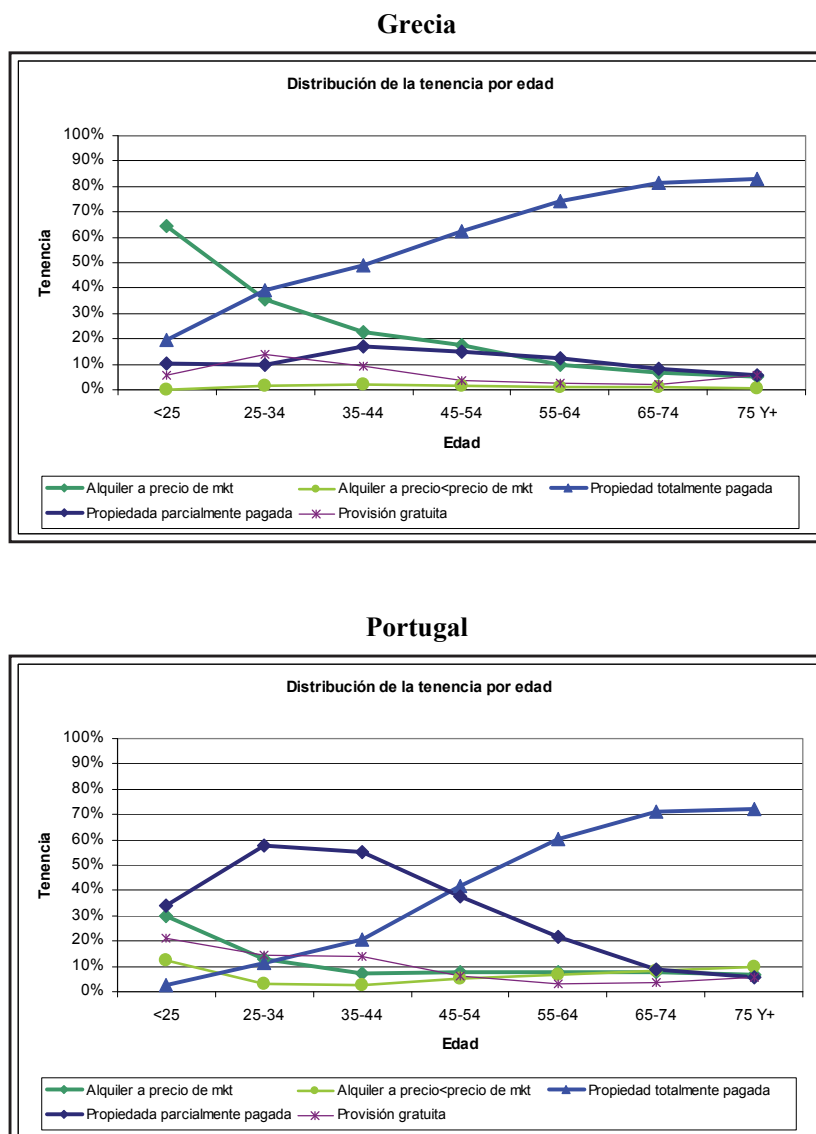 Grecia
Distribución de la tenencia por edad
Tenencia
100%
90%
80%
70%
60%
50%
40%
30%
20%
10%
0%
<25 25-34 35-44 45-54 55-64 65-74 75 Y+
Edad
Alquiler a precio de mkt Alquiler a precio<precio de mkt Propiedad totalmente pagada
Propiedada parcialmente pagada Provisión gratuita
Portugal
Distribución de la tenencia por edad
Tenencia
100%
90%
80%
70%
60%
50%
40%
30%
20%
10%
0%
<25 25-34 35-44 45-54 55-64 65-74 75 Y+
Edad
Alquiler a precio de mkt Alquiler a precio<precio de mkt Propiedad totalmente pagada
Propiedada parcialmente pagada Provisión gratuita